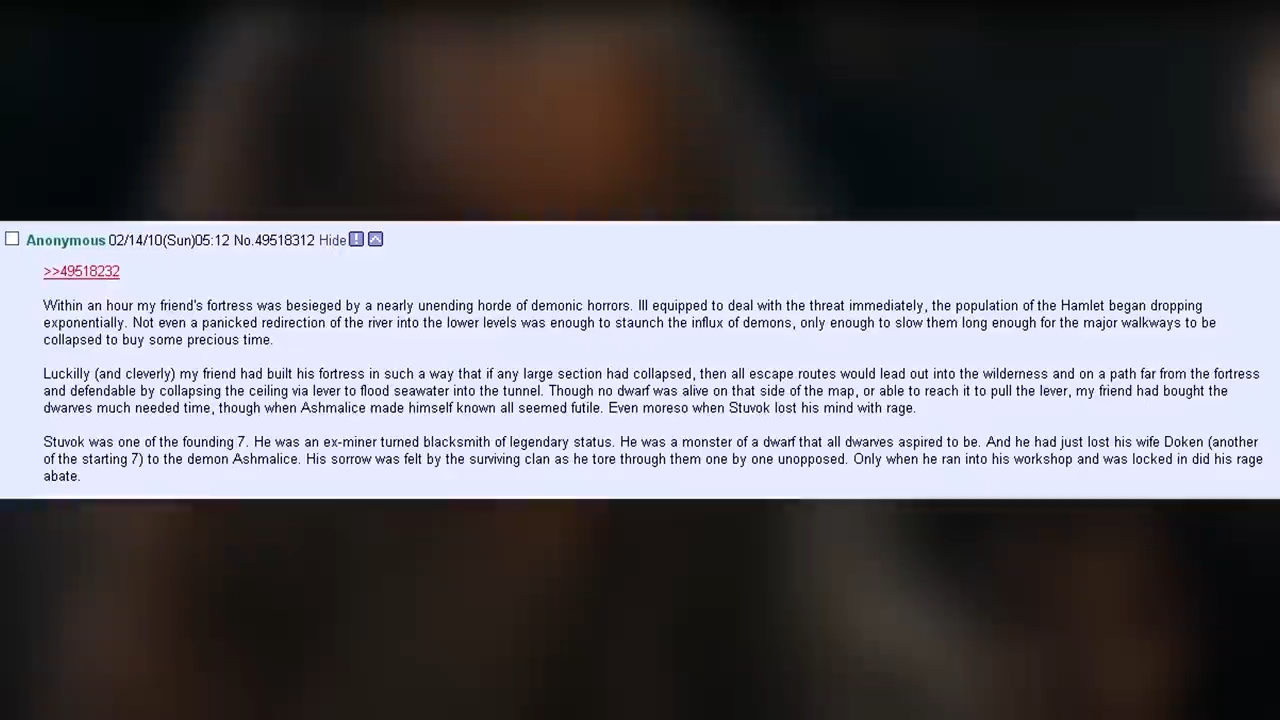 Anonymous 02/14/10(Sun)05:12 No.49518312 Hide
>>49518232
Within an hour my friend's fortress was besieged by a nearly unending horde of demonic horrors. Ill equipped to deal with the threat immediately, the population of the Hamlet began dropping
exponentially. Not even a panicked redirection of the river into the lower levels was enough to staunch the influx of demons, only enough to slow them long enough for the major walkways to be
collapsed to buy some precious time.
Luckilly (and cleverly) my friend had built his fortress in such a way that if any large section had collapsed, then all escape routes would lead out into the wilderness and on a path far from the fortress
and defendable by collapsing the ceiling via lever to flood seawater into the tunnel. Though no dwarf was alive on that side of the map, or able to reach it to pull the lever, my friend had bought the
dwarves much needed time, though when Ashmalice made himself known all seemed futile. Even moreso when Stuvok lost his mind with rage.
Stuvok was one of the founding 7. He was an ex-miner turned blacksmith of legendary status. He was a monster of a dwarf that all dwarves aspired to be. And he had just lost his wife Doken (another
of the starting 7) to the demon Ashmalice. His sorrow was felt by the surviving clan as he tore through them one by one unopposed. Only when he ran into his workshop and was locked in did his rage
abate.